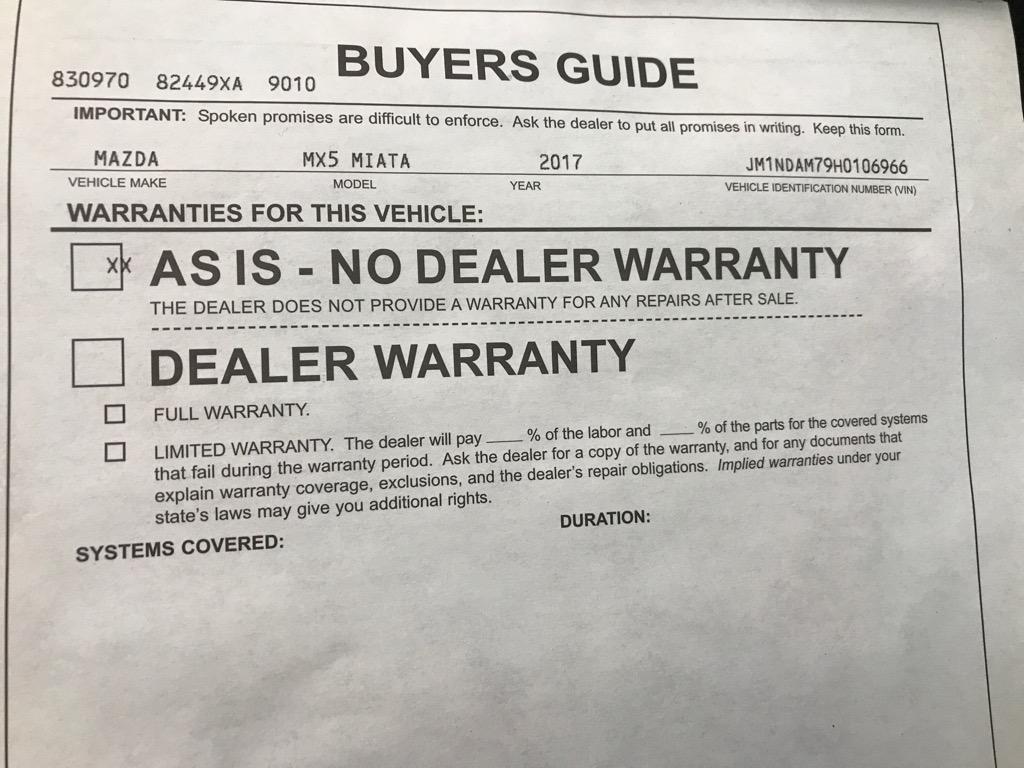 BUYERS GUIDE
830970 82449XA 9010
IMPORTANT: Spoken promises are difficult to enforce. Ask the dealer to put all promises in writing. Keep this form.
MAZDA MX5 MIATA 2017 JM1NDAM79H0106966
VEHICLE MAKE MODEL YEAR VEHICLE IDENTIFICATION NUMBER (VIN)
WARRANTIES FOR THIS VEHICLE:
XX AS IS - NO DEALER WARRANTY
THE DEALER DOES NOT PROVIDE A WARRANTY FOR ANY REPAIRS AFTER SALE.
DEALER WARRANTY
FULL WARRANTY.
LIMITED WARRANTY. The dealer will pay ____ % of the labor and ____ % of the parts for the covered systems
that fail during the warranty period. Ask the dealer for a copy of the warranty, and for any documents that
explain warranty coverage, exclusions, and the dealer's repair obligations. Implied warranties under your
state's laws may give you additional rights.
SYSTEMS COVERED: DURATION: